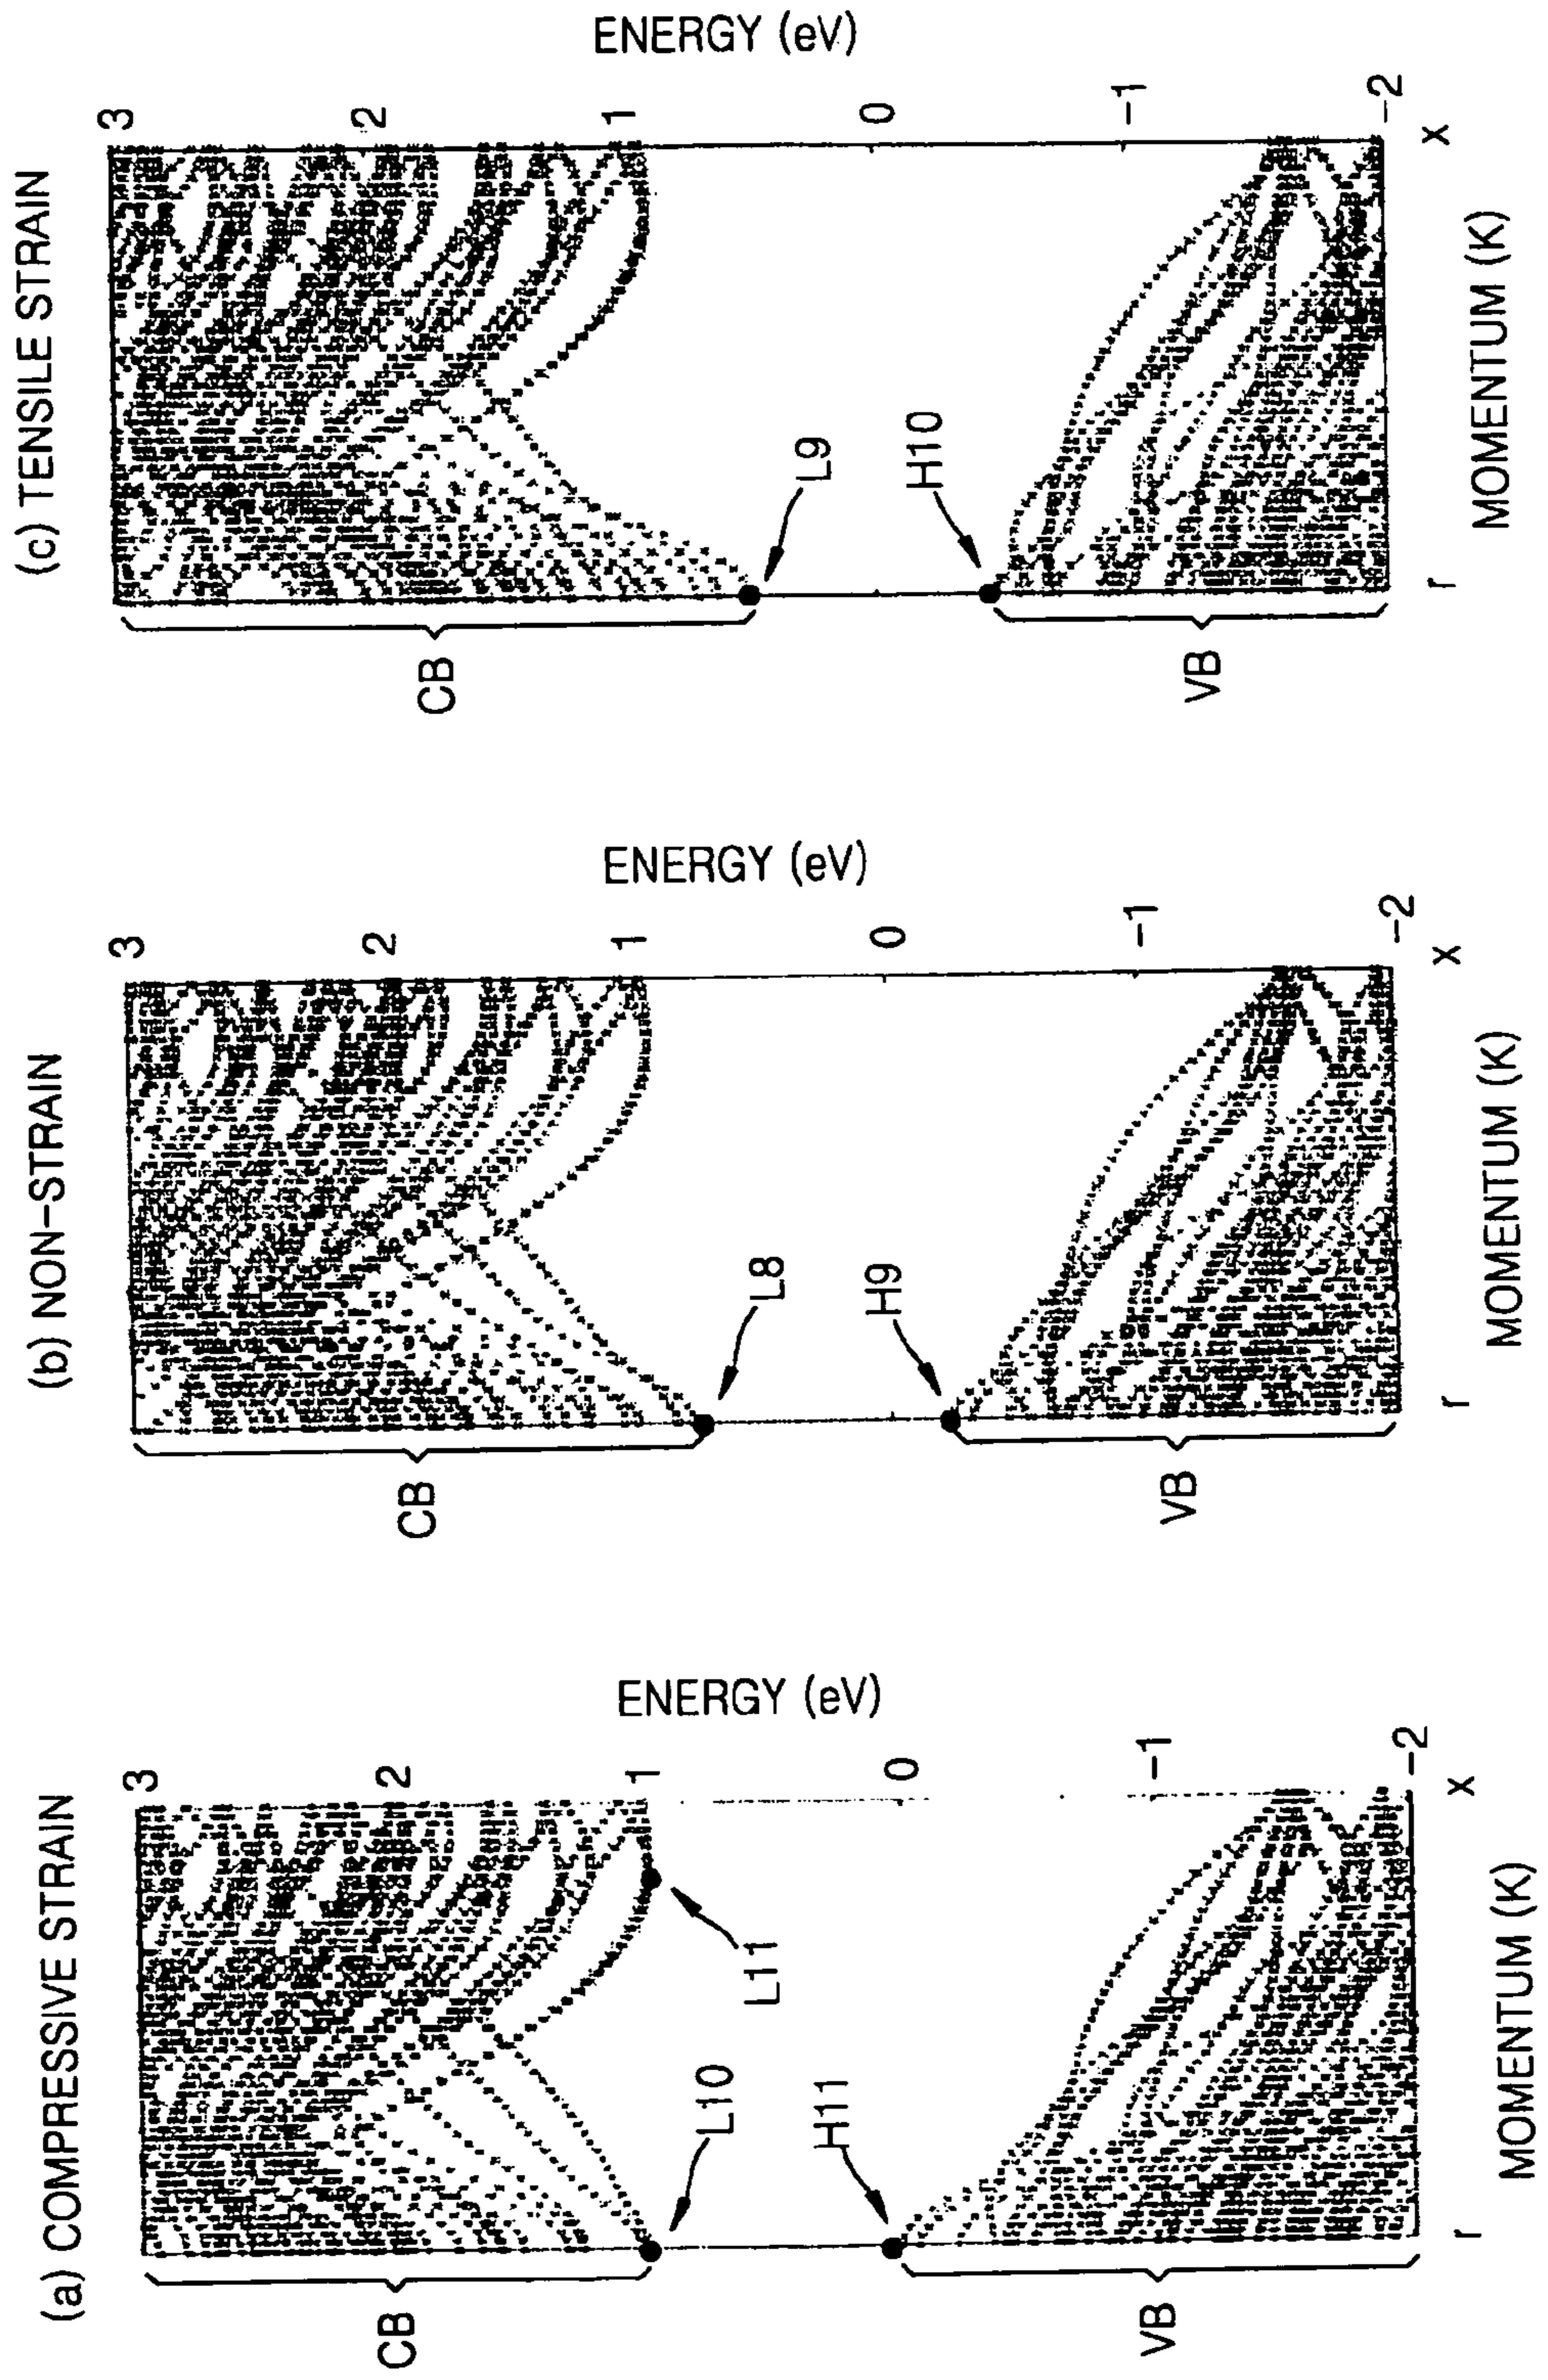 (a) COMPRESSIVE STRAIN
3
2
1
0
-1
-2
ENERGY (eV)
CB
VB
L10
L11
H11
Γ
X
MOMENTUM (K)
(b) NON-STRAIN
3
2
1
0
-1
-2
ENERGY (eV)
CB
VB
L8
H9
Γ
X
MOMENTUM (K)
(c) TENSILE STRAIN
3
2
1
0
-1
-2
ENERGY (eV)
CB
VB
L9
H10
Γ
X
MOMENTUM (K)